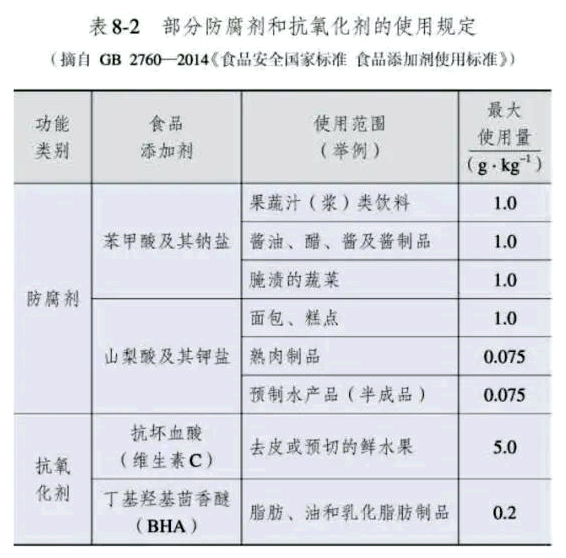 表8-2 部分防腐剂和抗氧化剂的使用规定
（摘自 GB 2760—2014《食品安全国家标准 食品添加剂使用标准》）
功能
类别
食品
添加剂
使用范围
（举例）
最大
使用量
(g·kg⁻¹)
防腐剂
苯甲酸及其钠盐
果蔬汁（浆）类饮料 1.0
酱油、醋、酱及酱制品 1.0
腌渍的蔬菜 1.0
山梨酸及其钾盐
面包、糕点 1.0
熟肉制品 0.075
预制水产品（半成品） 0.075
抗氧
化剂
抗坏血酸
（维生素C）
去皮或预切的鲜水果 5.0
丁基羟基茴香醚
（BHA）
脂肪、油和乳化脂肪制品 0.2